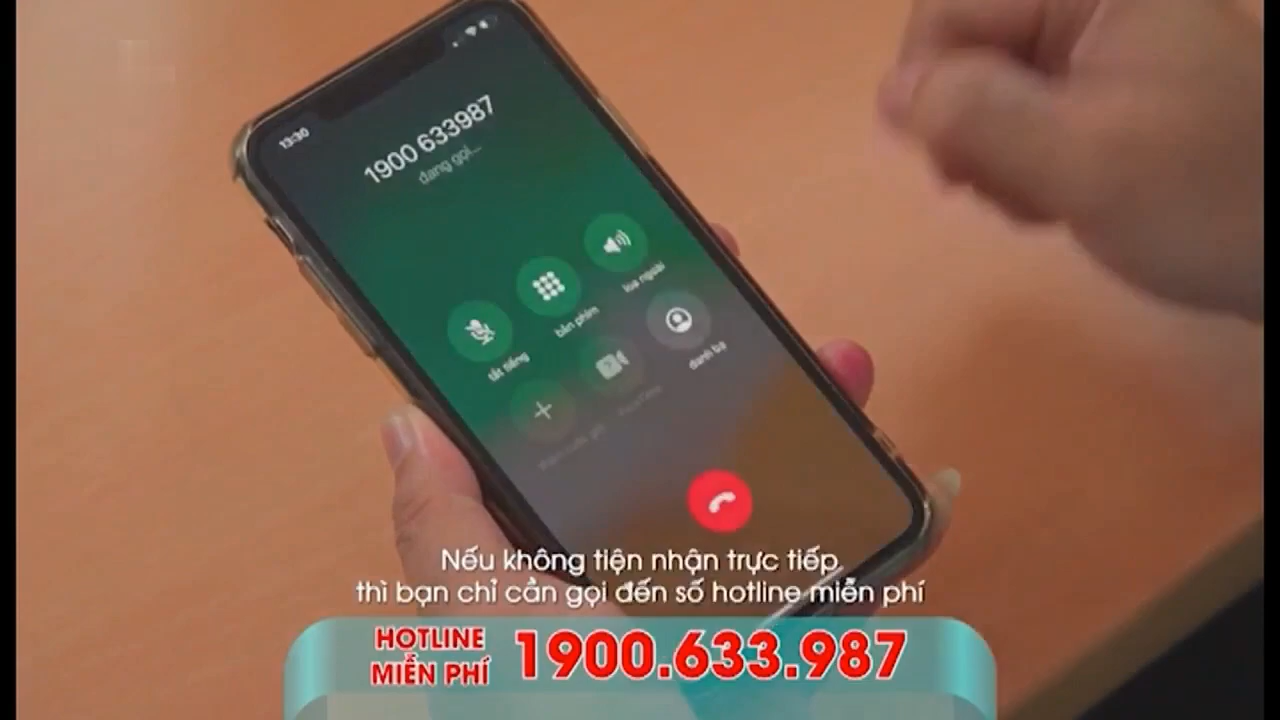 13:30
1900 633987
đang gọi...
tắt tiếng
bàn phím
loa ngoài
FaceTime
danh bạ
Nếu không tiện nhận trực tiếp,
thì bạn chỉ cần gọi đến số hotline miễn phí
HOTLINE
MIỄN PHÍ
1900.633.987